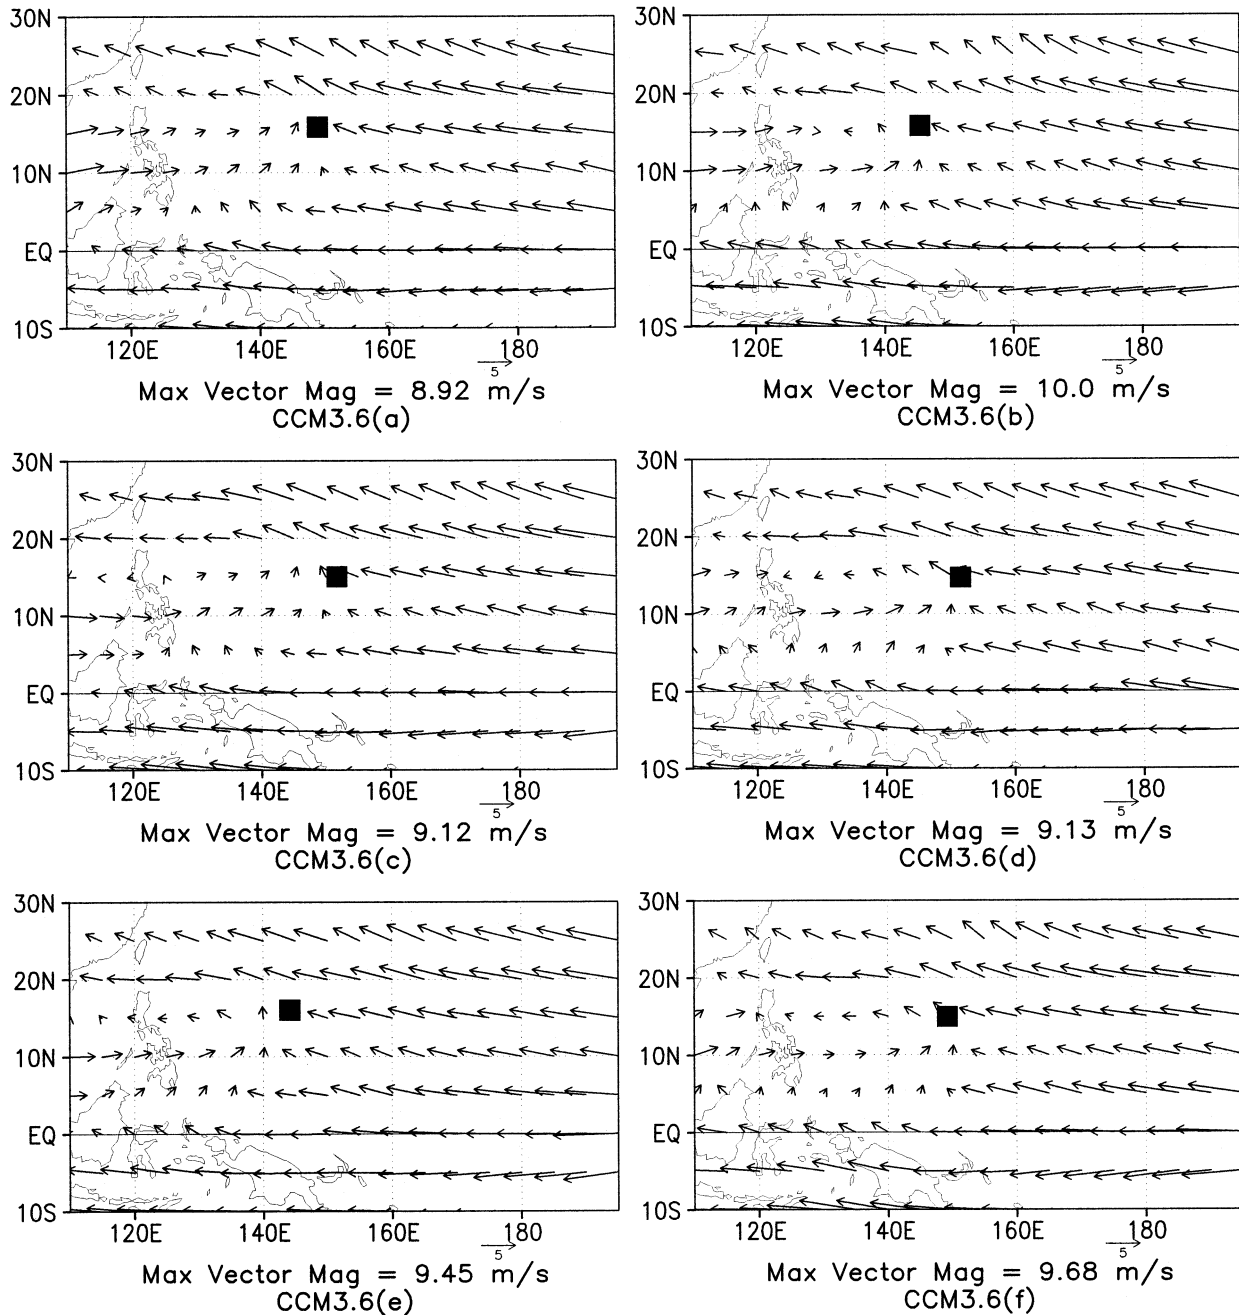 30N
20N
10N
EQ
10S
120E 140E 160E 180
5
Max Vector Mag = 8.92 m/s
CCM3.6(a)
30N
20N
10N
EQ
10S
120E 140E 160E 180
5
Max Vector Mag = 10.0 m/s
CCM3.6(b)
30N
20N
10N
EQ
10S
120E 140E 160E 180
5
Max Vector Mag = 9.12 m/s
CCM3.6(c)
30N
20N
10N
EQ
10S
120E 140E 160E 180
5
Max Vector Mag = 9.13 m/s
CCM3.6(d)
30N
20N
10N
EQ
10S
120E 140E 160E 180
5
Max Vector Mag = 9.45 m/s
CCM3.6(e)
30N
20N
10N
EQ
10S
120E 140E 160E 180
5
Max Vector Mag = 9.68 m/s
CCM3.6(f)